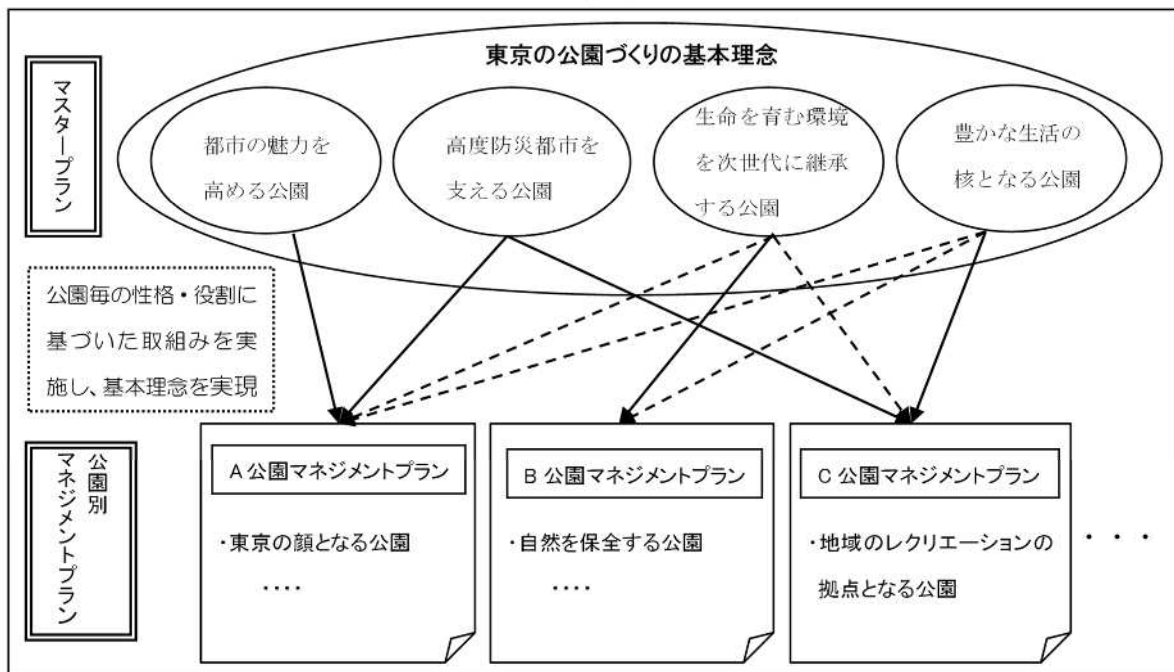 東京の公園づくりの基本理念
マスタープラン
都市の魅力を
高める公園
高度防災都市を
支える公園
生命を育む環境
を次世代に継承
する公園
豊かな生活の
核となる公園
公園毎の性格・役割に
基づいた取組みを実
施し、基本理念を実現
公園別
マネジメントプラン
A 公園マネジメントプラン
・東京の顔となる公園
‥‥
B 公園マネジメントプラン
・自然を保全する公園
‥‥
C 公園マネジメントプラン
・地域のレクリエーションの
拠点となる公園
・・・